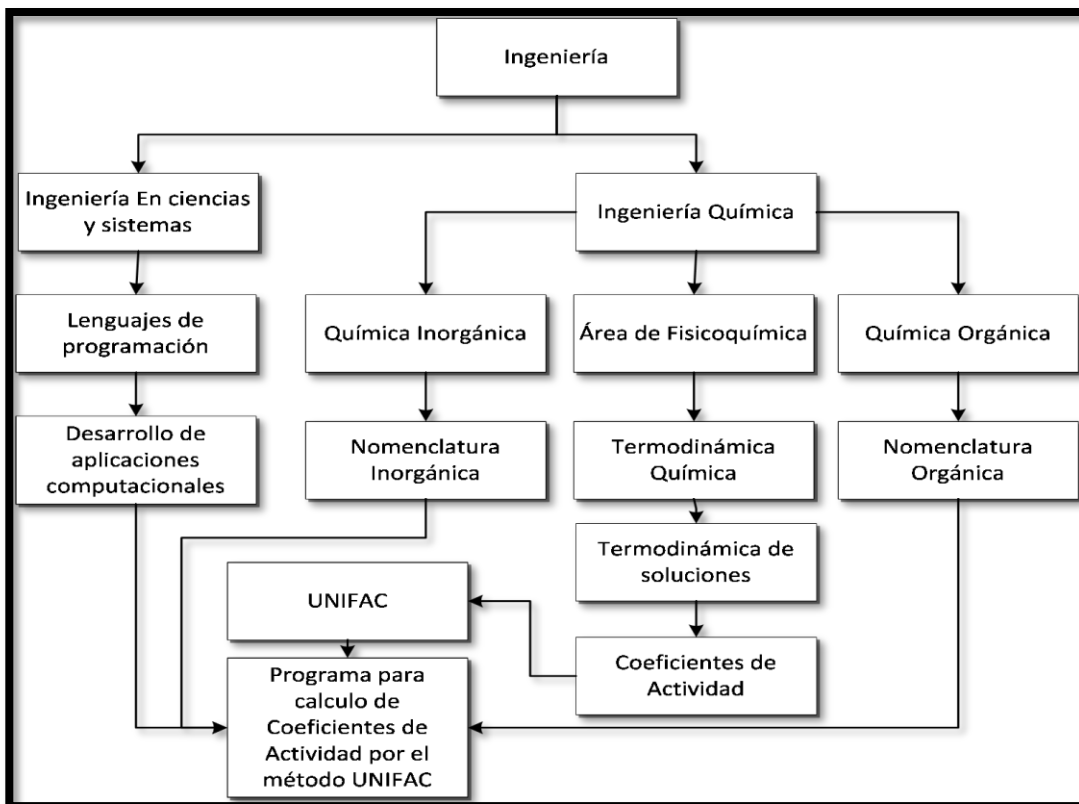 Ingeniería
Ingeniería En ciencias
y sistemas
Ingeniería Química
Lenguajes de
programación
Química Inorgánica
Área de Fisicoquímica
Química Orgánica
Desarrollo de
aplicaciones
computacionales
Nomenclatura
Inorgánica
Termodinámica
Química
Nomenclatura
Orgánica
Termodinámica de
soluciones
UNIFAC
Coeficientes de
Actividad
Programa para
calculo de
Coeficientes de
Actividad por el
método UNIFAC